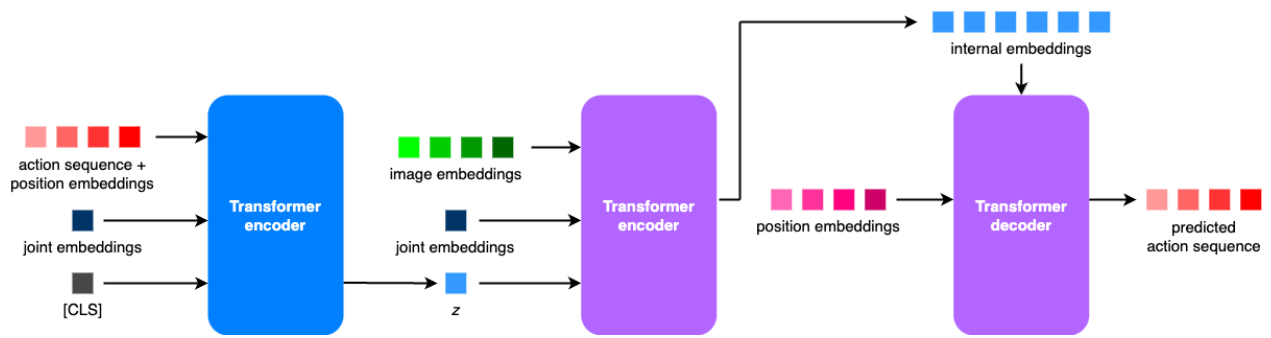 action sequence +
position embeddings
joint embeddings
[CLS]
Transformer
encoder
image embeddings
joint embeddings
z
Transformer
encoder
internal embeddings
position embeddings
Transformer
decoder
predicted
action sequence